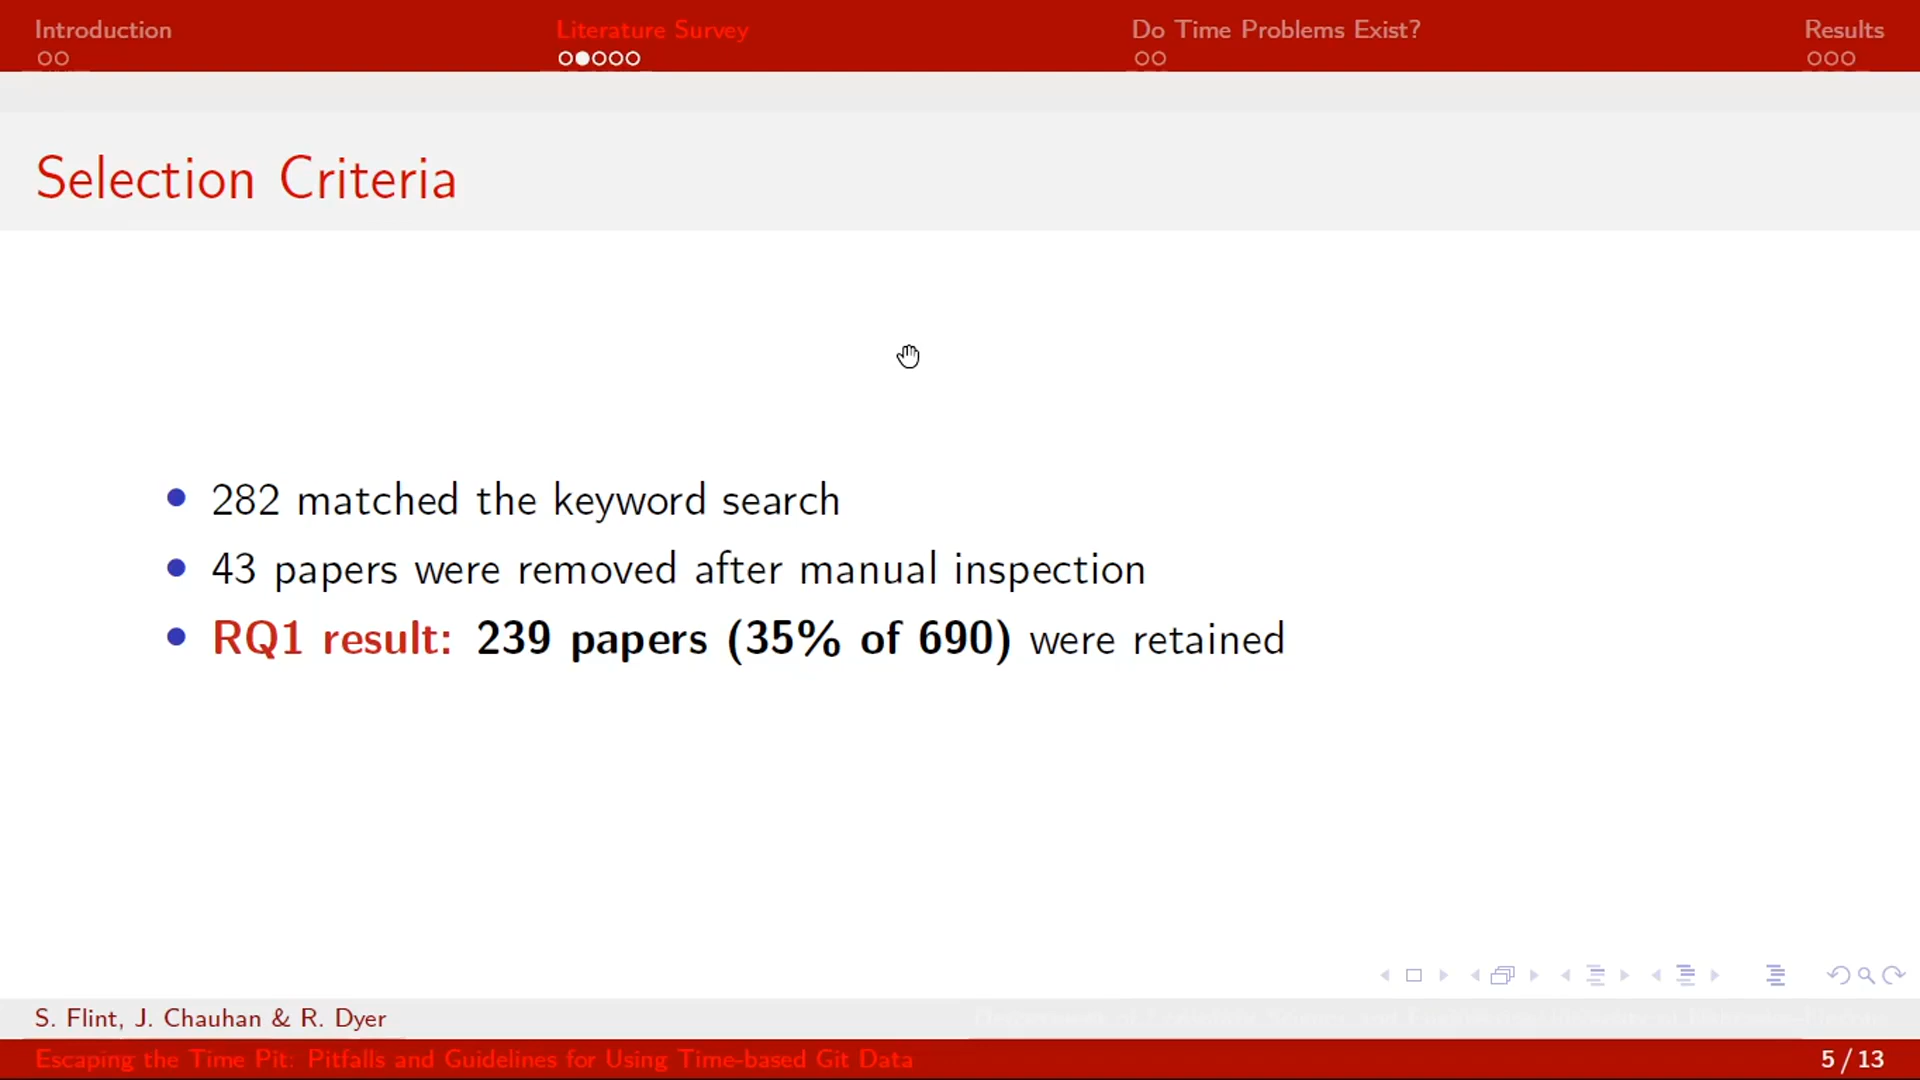 Introduction
Literature Survey
Do Time Problems Exist?
Results
Selection Criteria
• 282 matched the keyword search
• 43 papers were removed after manual inspection
• RQ1 result: 239 papers (35% of 690) were retained
S. Flint, J. Chauhan & R. Dyer
Escaping the Time Pit: Pitfalls and Guidelines for Using Time-based Git Data
5 / 13